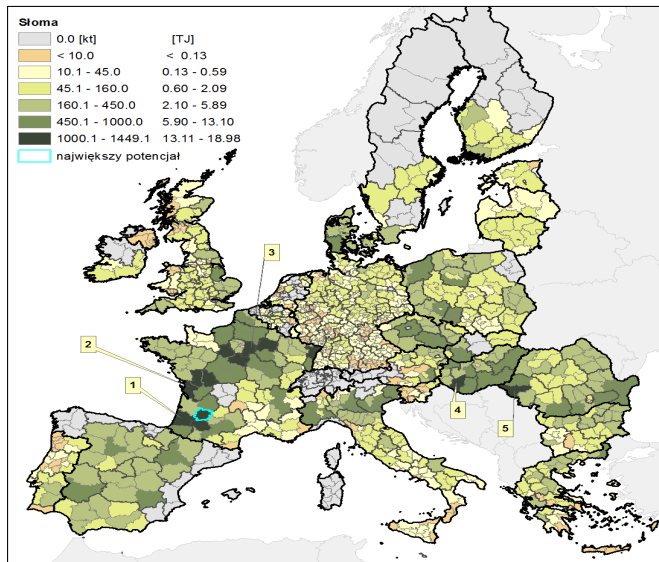 Słoma
0.0 [kt] [TJ]
< 10.0 < 0.13
10.1 - 45.0 0.13 - 0.59
45.1 - 160.0 0.60 - 2.09
160.1 - 450.0 2.10 - 5.89
450.1 - 1000.0 5.90 - 13.10
1000.1 - 1449.1 13.11 - 18.98
największy potencjał
3
2
1
4
5